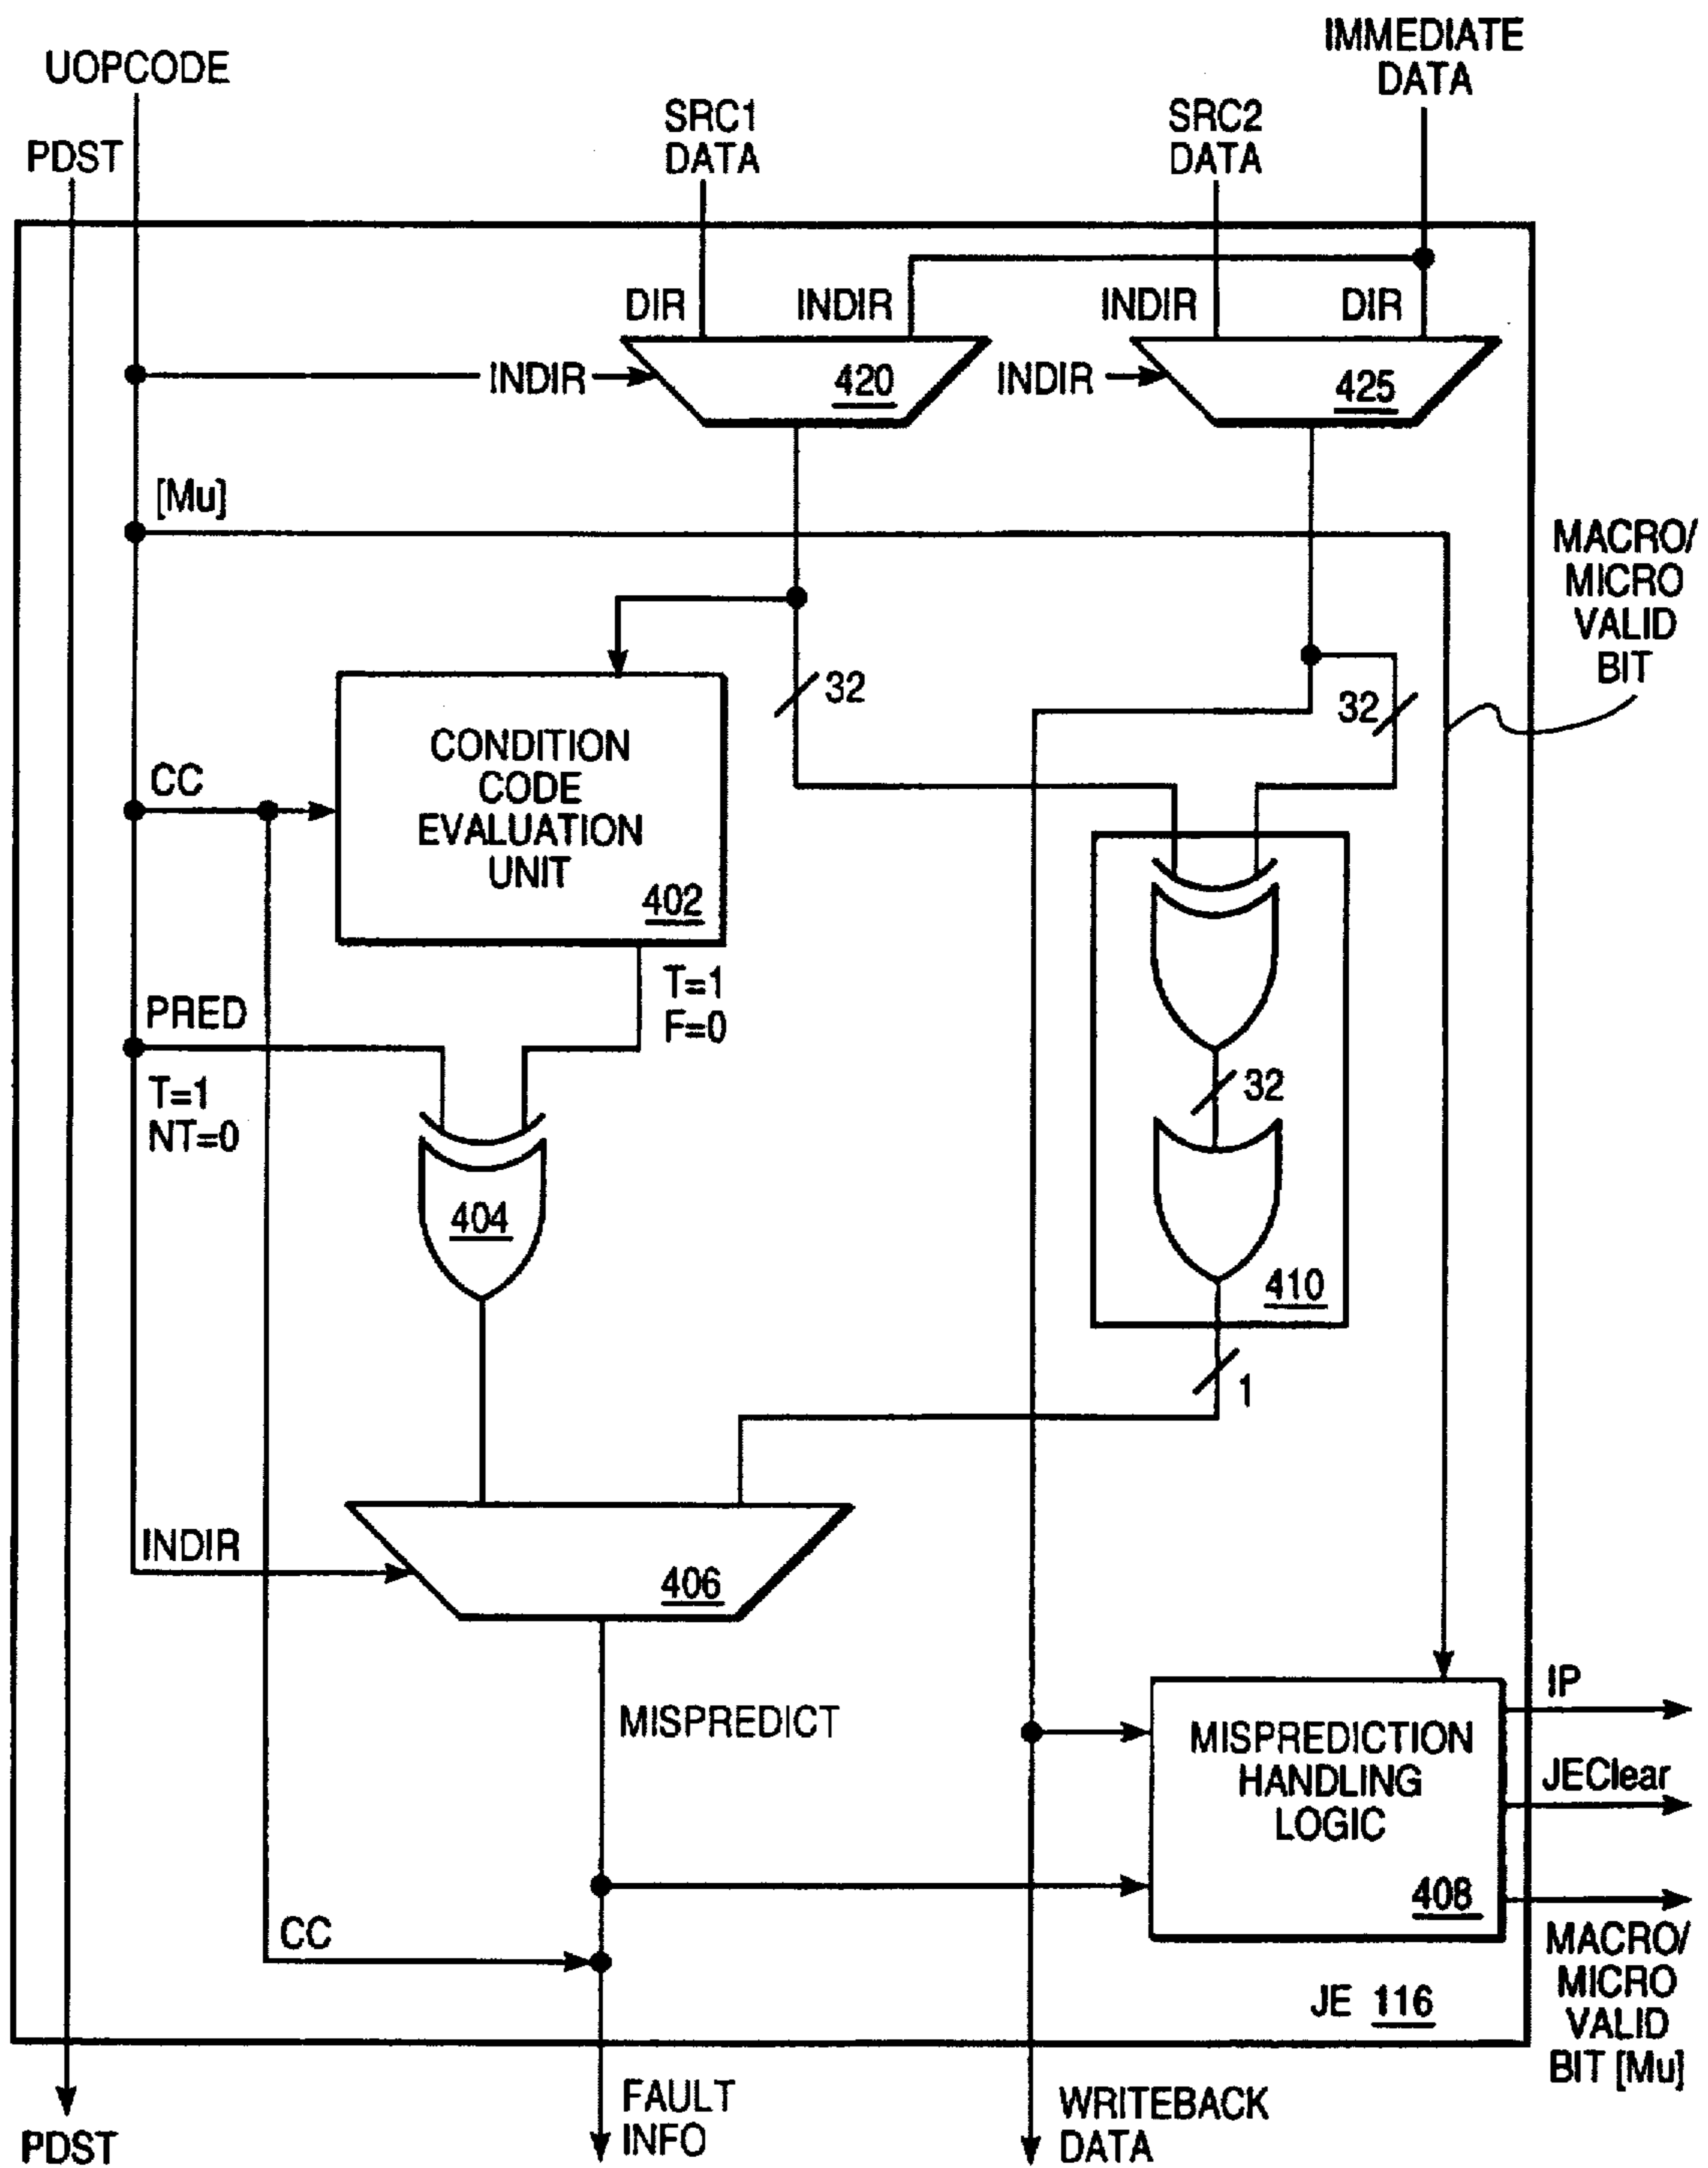 IMMEDIATE
DATA
UOPCODE
SRC1
DATA
SRC2
DATA
PDST
DIR
INDIR
INDIR
DIR
INDIR
420
INDIR
425
[Mu]
MACRO/
MICRO
VALID
BIT
32
32
CONDITION
CODE
EVALUATION
UNIT
402
CC
T=1
F=0
PRED
T=1
NT=0
32
404
410
1
INDIR
406
MISPREDICT
MISPREDICTION
HANDLING
LOGIC
408
IP
JEClear
MACRO/
MICRO
VALID
BIT [Mu]
CC
JE 116
PDST
FAULT
INFO
WRITEBACK
DATA